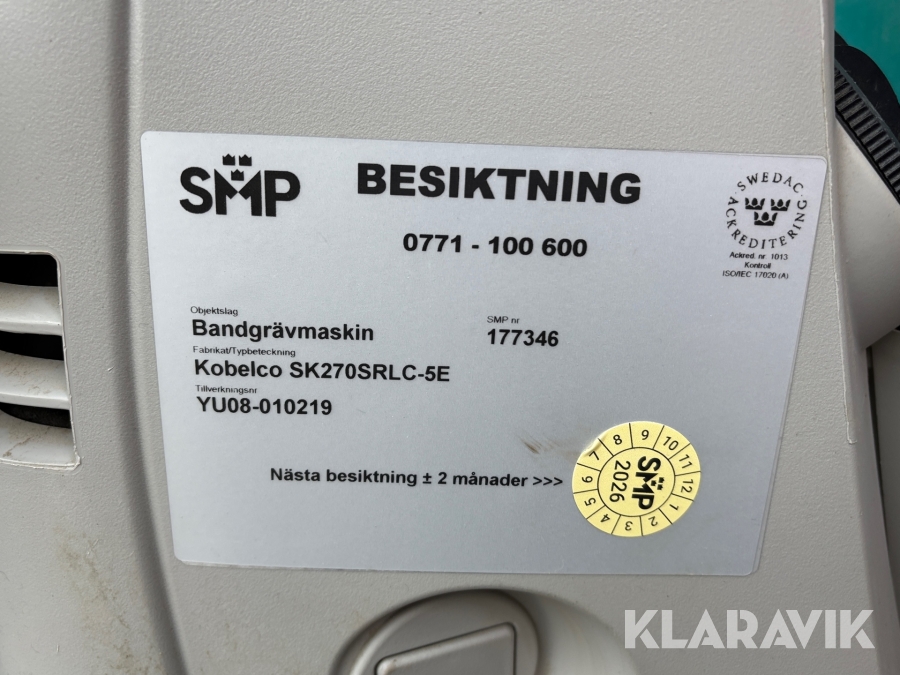 SMP
BESIKTNING
0771 - 100 600
SWEDAC
ACKREDITERING
Ackred. nr 1013
Kontroll
ISO/IEC 17020 (A)
Objektslag
Bandgrävmaskin
SMP nr
177346
Fabrikat/Typbeteckning
Kobelco SK270SRLC-5E
Tillverkningsnr
YU08-010219
Nästa besiktning ± 2 månader >>>
1 2 3 4 5 6 7 8 9 10 11 12
SMP
2026
KLARAVIK